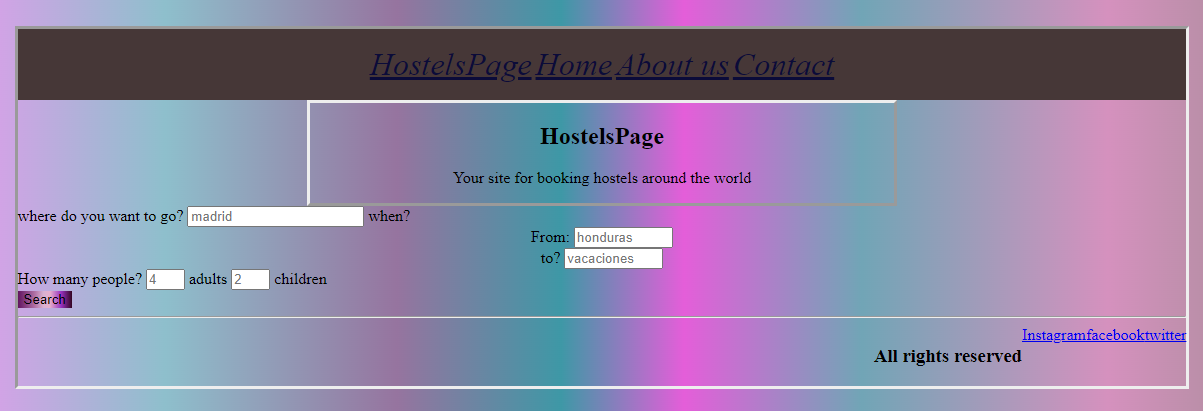 HostelsPage Home About us Contact
HostelsPage
Your site for booking hostels around the world
where do you want to go? madrid when?
From: honduras
to? vacaciones
How many people? 4 adults 2 children
Search
Instagramfacebooktwitter
All rights reserved